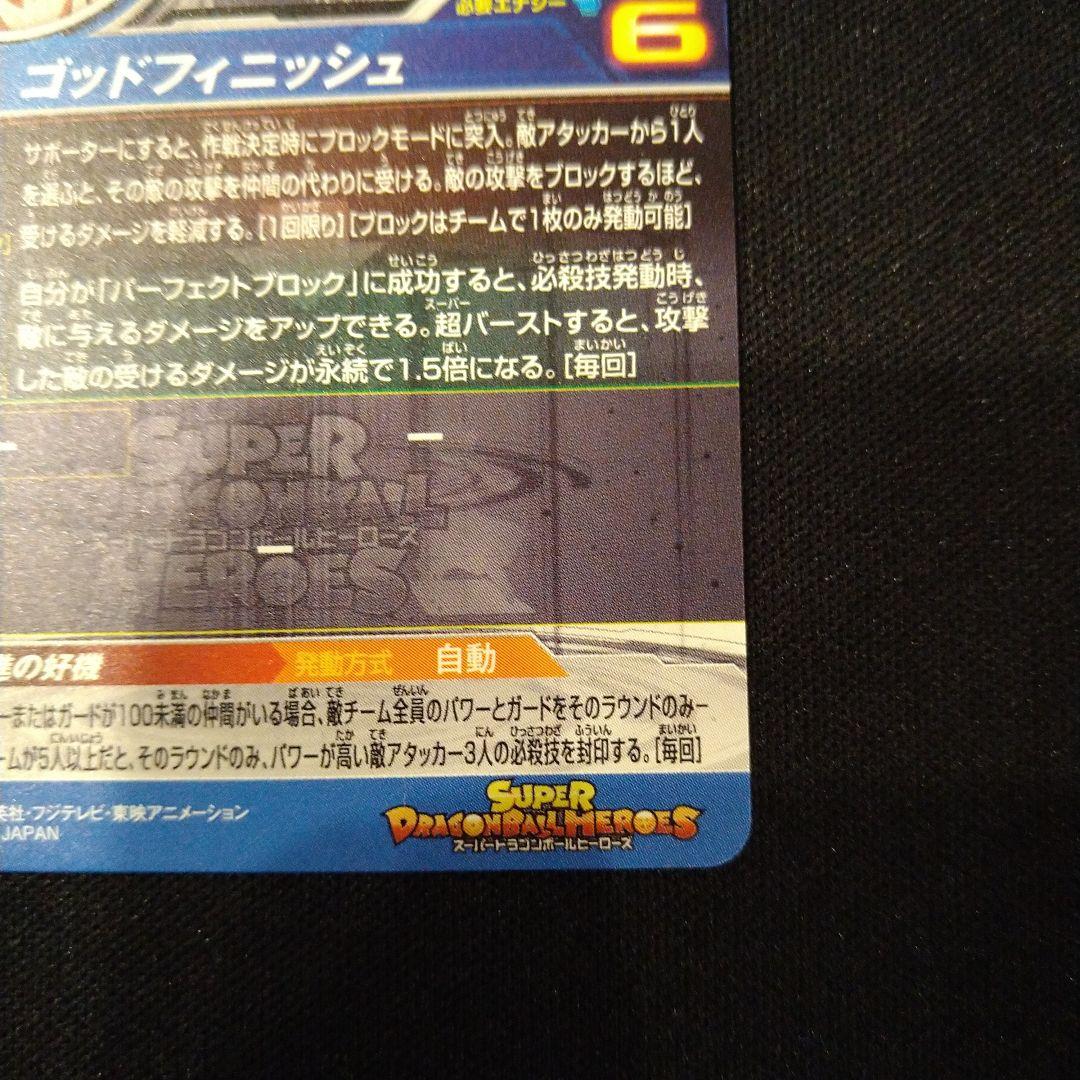 必要エナジー
6
ゴッドフィニッシュ
サポーターにすると、作戦決定時にブロックモードに突入。敵アタッカーから1人
を選ぶと、その敵の攻撃を仲間の代わりに受ける。敵の攻撃をブロックするほど、
受けるダメージを軽減する。[1回限り][ブロックはチームで1枚のみ発動可能]
自分が「パーフェクトブロック」に成功すると、必殺技発動時、
敵に与えるダメージをアップできる。超バーストすると、攻撃
した敵の受けるダメージが永続で1.5倍になる。[毎回]
SUPER
DRAGONBALL
スーパードラゴンボールヒーローズ
HEROES
の好機 発動方式 自動
ーまたはガードが100未満の仲間がいる場合、敵チーム全員のパワーとガードをそのラウンドのみ−
ームが5人以上だと、そのラウンドのみ、パワーが高い敵アタッカー3人の必殺技を封印する。[毎回]
英社・フジテレビ・東映アニメーション
JAPAN
SUPER
DRAGONBALL HEROES
スーパードラゴンボールヒーローズ